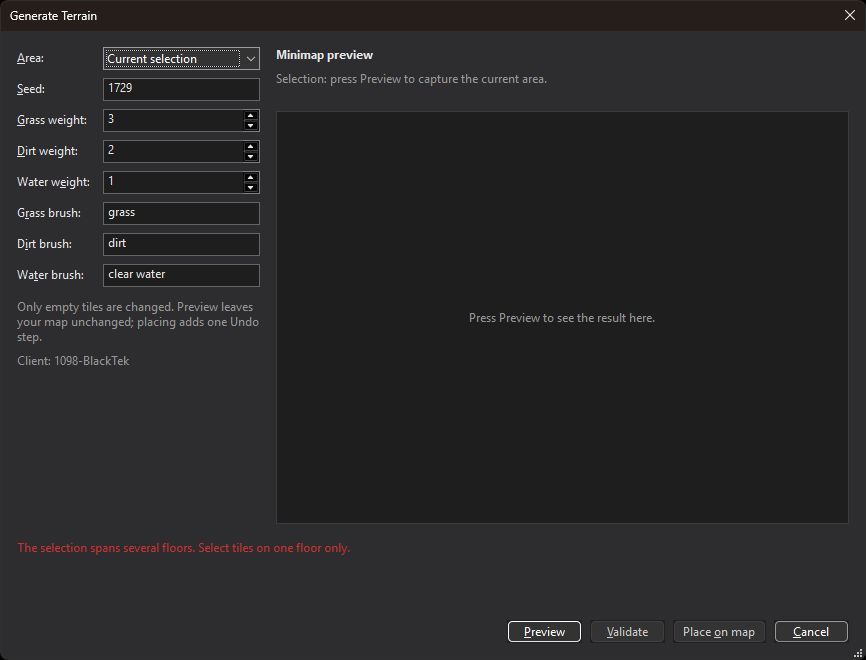 Generate Terrain
Area: Current selection
Minimap preview
Selection: press Preview to capture the current area.
Seed: 1729
Grass weight: 3
Dirt weight: 2
Water weight: 1
Grass brush: grass
Dirt brush: dirt
Water brush: clear water
Only empty tiles are changed. Preview leaves
your map unchanged; placing adds one Undo
step.
Client: 1098-BlackTek
Press Preview to see the result here.
The selection spans several floors. Select tiles on one floor only.
Preview Validate Place on map Cancel